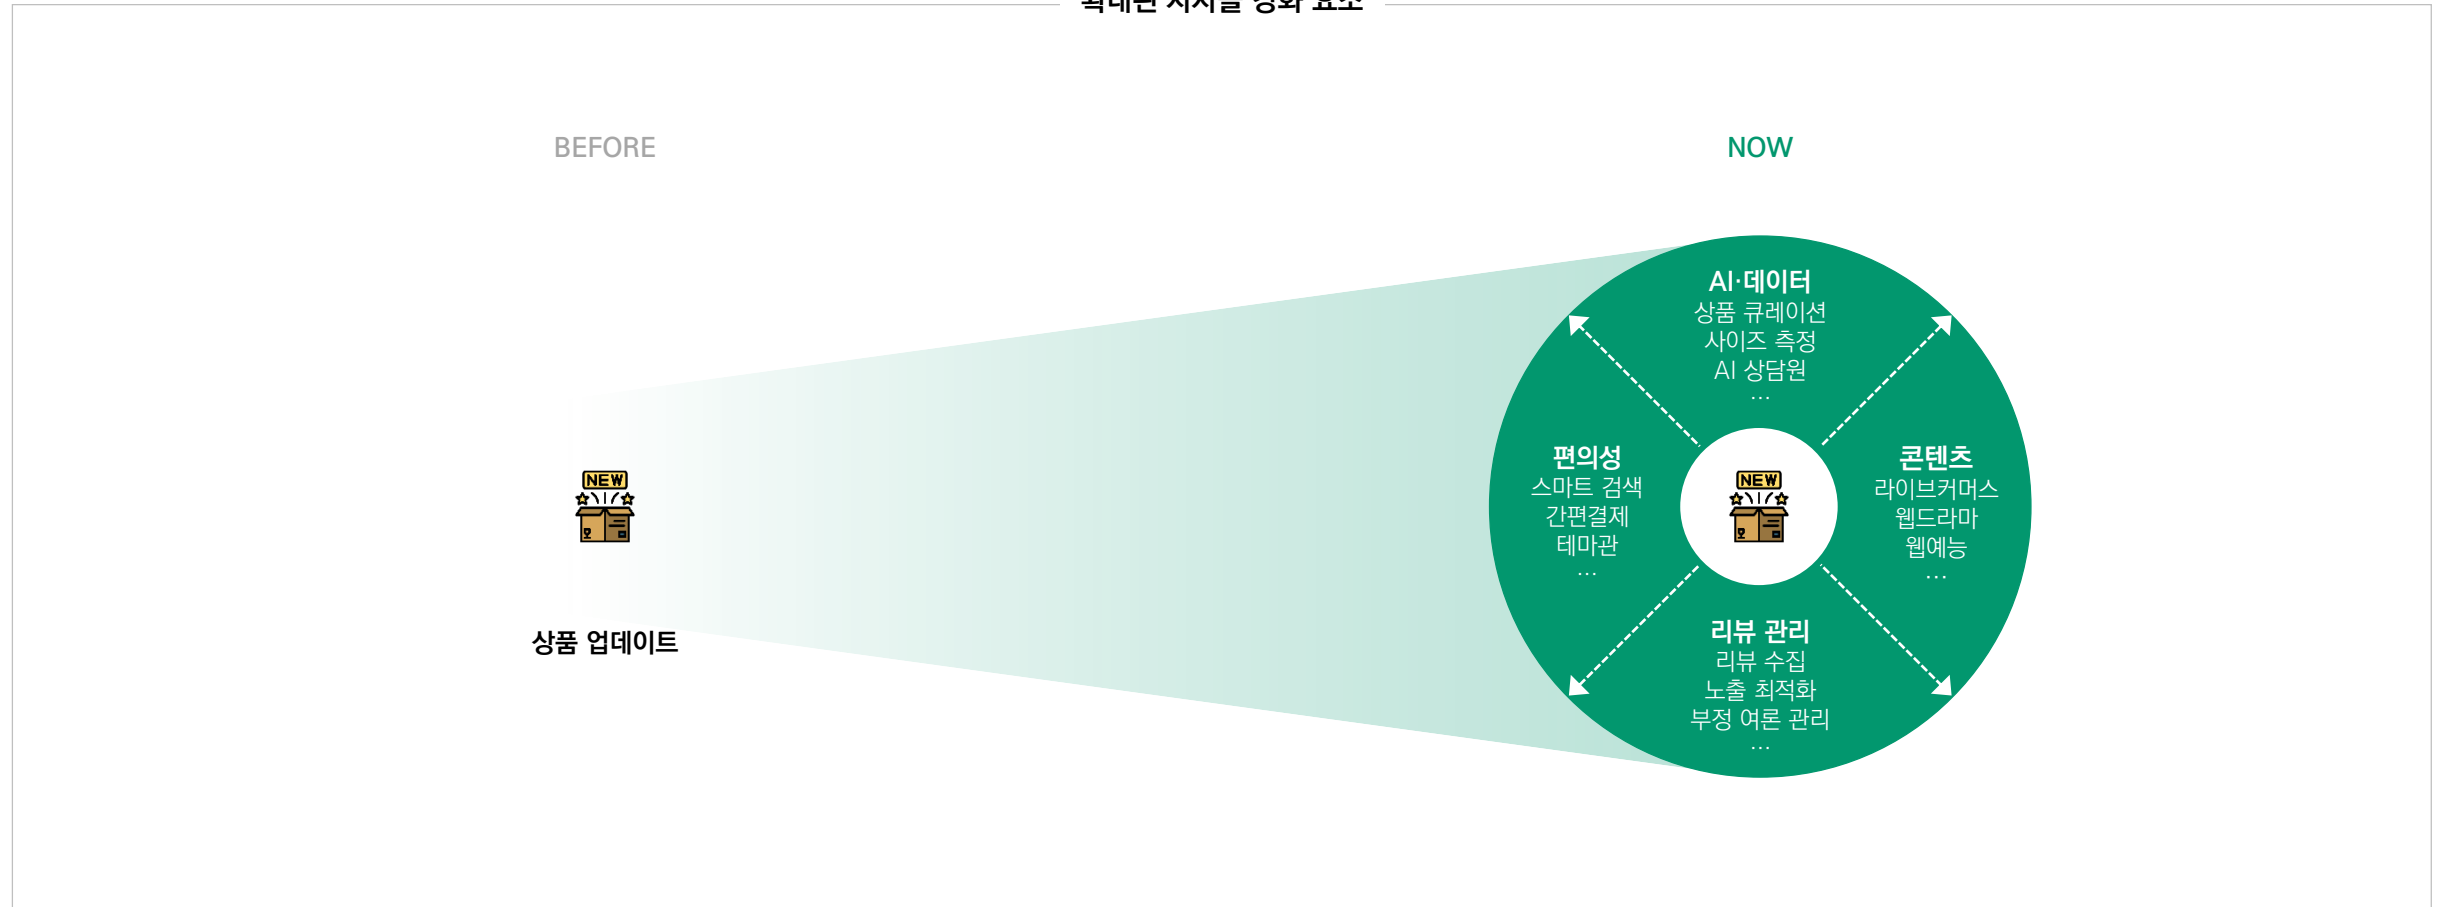 BEFORE
NOW
NEW
상품 업데이트
AI·데이터
상품 큐레이션
사이즈 측정
AI 상담원
...
편의성
스마트 검색
간편결제
테마관
...
NEW
콘텐츠
라이브커머스
웹드라마
웹예능
...
리뷰 관리
리뷰 수집
노출 최적화
부정 여론 관리
...